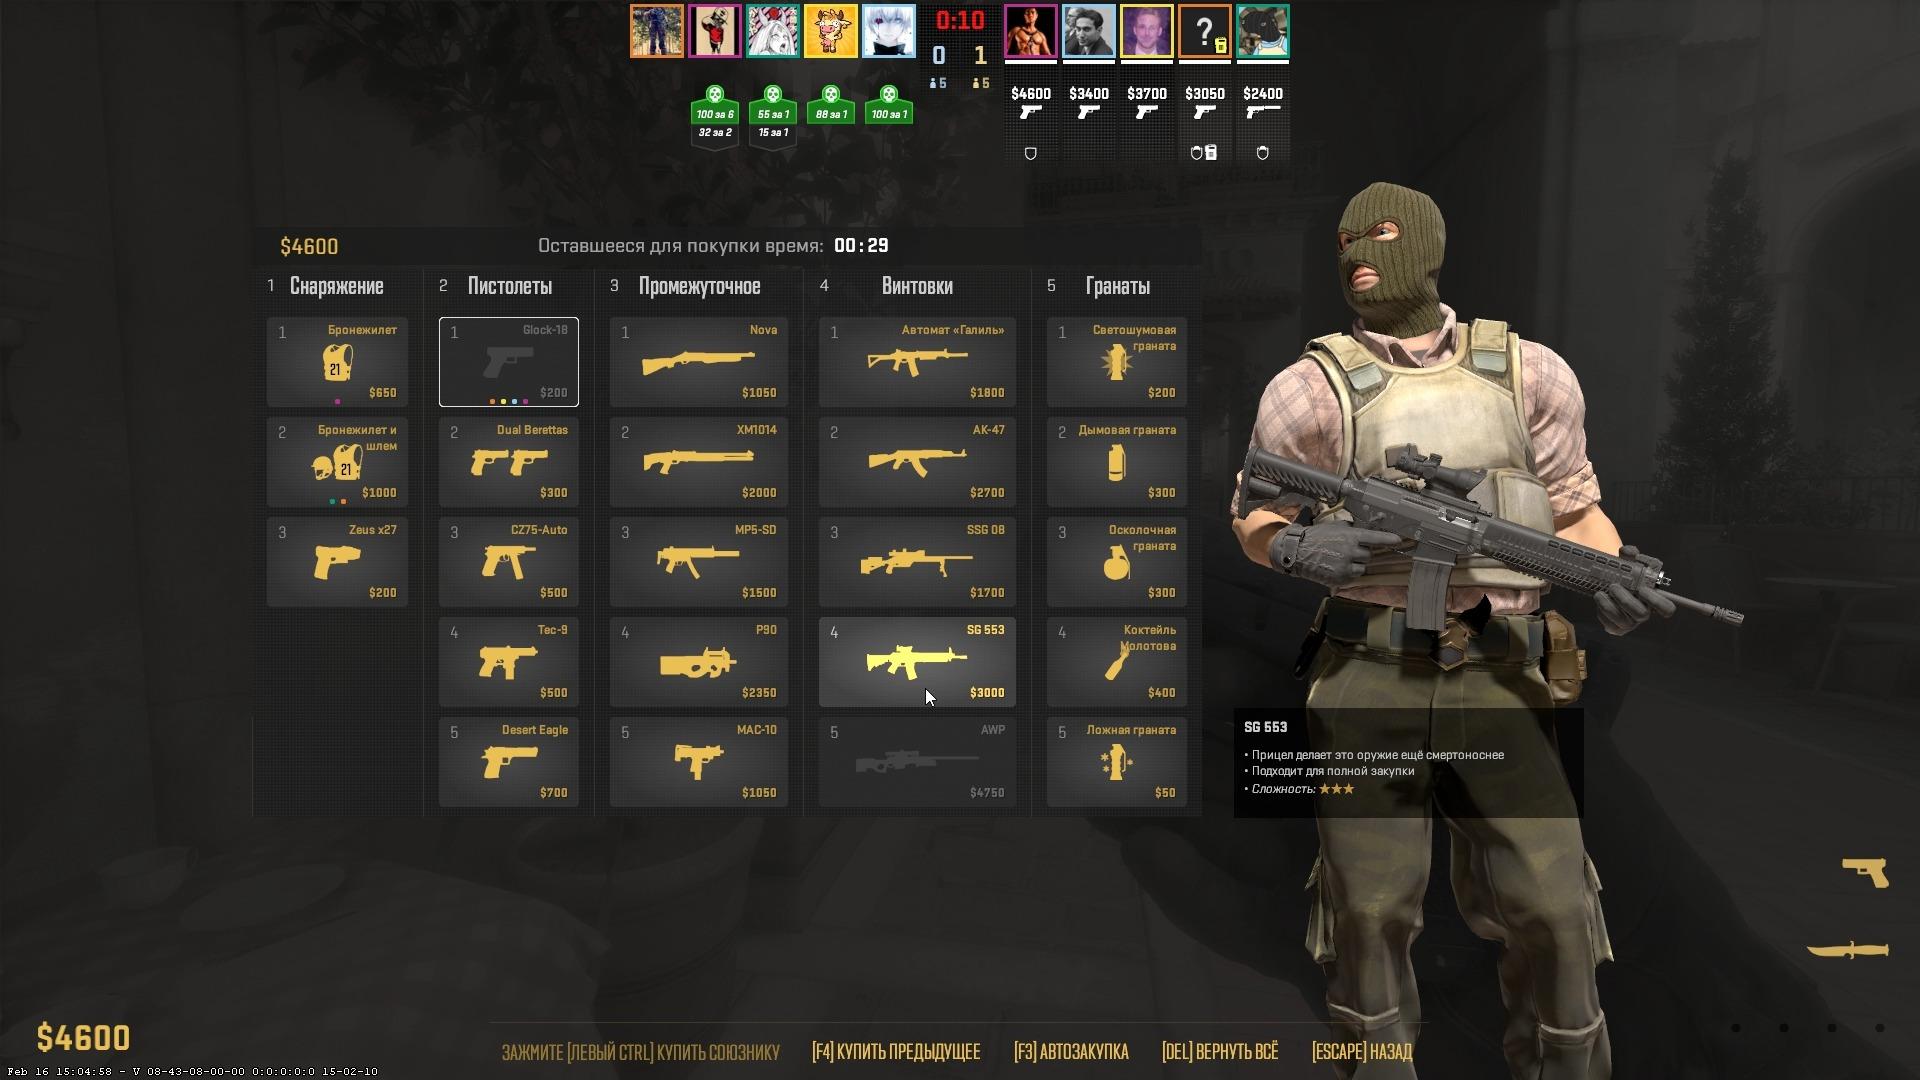 0:10
0 1
5 5
100 за 6
32 за 2
55 за 1
15 за 1
88 за 1
100 за 1
$4600 $3400 $3700 $3050 $2400
?
$4600
Оставшееся для покупки время: 00:29
1 Снаряжение
1 Бронежилет
21
$650
2 Бронежилет и
шлем
21
$1000
3 Zeus x27
$200
2 Пистолеты
1 Glock-18
$200
2 Dual Berettas
$300
3 CZ75-Auto
$500
4 Tec-9
$500
5 Desert Eagle
$700
3 Промежуточное
1 Nova
$1050
2 XM1014
$2000
3 MP5-SD
$1500
4 P90
$2350
5 MAC-10
$1050
4 Винтовки
1 Автомат «Галиль»
$1800
2 AK-47
$2700
3 SSG 08
$1700
4 SG 553
$3000
5 AWP
$4750
5 Гранаты
1 Светошумовая
граната
$200
2 Дымовая граната
$300
3 Осколочная
граната
$300
4 Коктейль
Молотова
$400
5 Ложная граната
$50
SG 553
• Прицел делает это оружие ещё смертоноснее
• Подходит для полной закупки
• Сложность: ★★★
$4600
ЗАЖМИТЕ [ЛЕВЫЙ CTRL] КУПИТЬ СОЮЗНИКУ [F4] КУПИТЬ ПРЕДЫДУЩЕЕ [F3] АВТОЗАКУПКА [DEL] ВЕРНУТЬ ВСЁ [ESCAPE] НАЗАД
Feb 16 15:04:58 - V 08-43-08-00-00 0:0:0:0:0 15-02-10